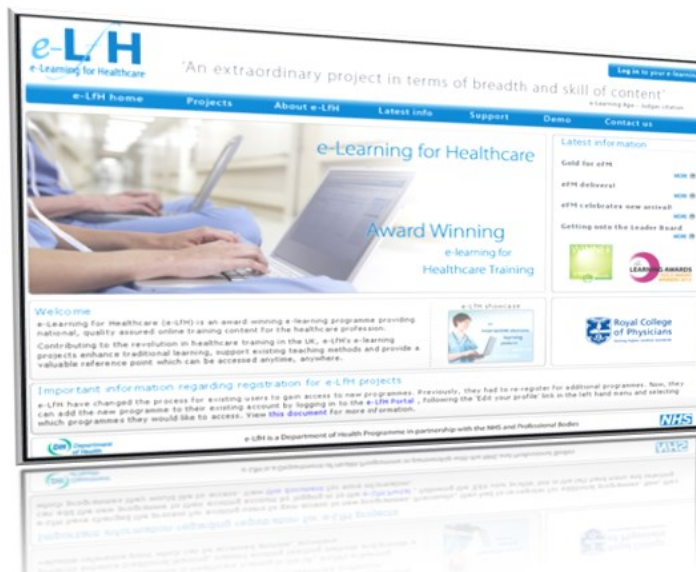 e-LfH
e-Learning for Healthcare
'An extraordinary project in terms of breadth and skill of content'
e-Learning Age - Judges citation
Log in to your e-learning
e-LfH home Projects About e-LfH Latest info Support Demo Contact us
e-Learning for Healthcare
Award Winning
e-learning for
Healthcare Training
Latest information
Gold for eFM
MORE
eFM delivers!
MORE
eFM celebrates new arrival!
MORE
Getting onto the Leader Board
MORE
LEARNING AWARDS
Welcome
e-Learning for Healthcare (e-LfH) is an award winning e-learning programme providing
national, quality assured online training content for the healthcare profession.
Contributing to the revolution in healthcare training in the UK, e-LfH's e-learning
projects enhance traditional learning, support existing teaching methods and provide a
valuable reference point which can be accessed anytime, anywhere.
e-LfH showcase
Royal College
of Physicians
Important information regarding registration for e-LfH projects
e-LfH have changed the process for existing users to gain access to new programmes. Previously, they had to re-register for additional programmes. Now, they
can add the new programme to their existing account by logging in to the e-LfH Portal , following the 'Edit your profile' link in the left hand menu and selecting
which programmes they would like to access. View this document for more information.
DH Department
of Health
e-LfH is a Department of Health Programme in partnership with the NHS and Professional Bodies
NHS